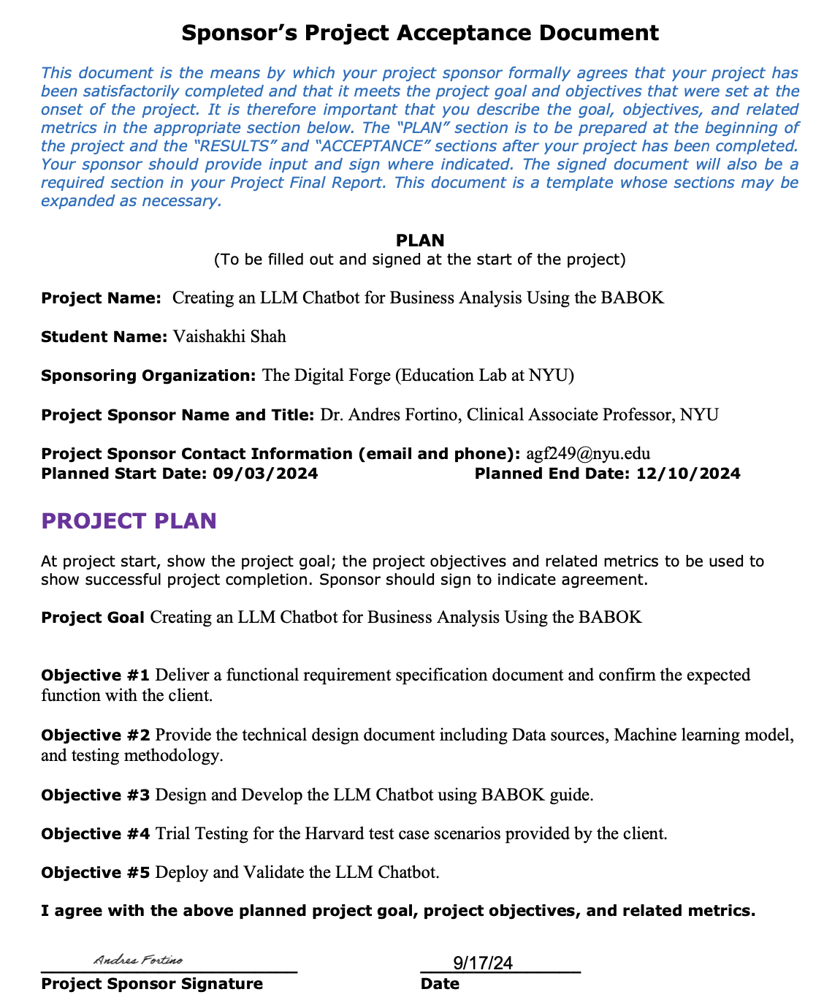 Sponsor’s Project Acceptance Document
This document is the means by which your project sponsor formally agrees that your project has
been satisfactorily completed and that it meets the project goal and objectives that were set at the
onset of the project. It is therefore important that you describe the goal, objectives, and related
metrics in the appropriate section below. The “PLAN” section is to be prepared at the beginning of
the project and the “RESULTS” and “ACCEPTANCE” sections after your project has been completed.
Your sponsor should provide input and sign where indicated. The signed document will also be a
required section in your Project Final Report. This document is a template whose sections may be
expanded as necessary.
PLAN
(To be filled out and signed at the start of the project)
Project Name: Creating an LLM Chatbot for Business Analysis Using the BABOK
Student Name: Vaishakhi Shah
Sponsoring Organization: The Digital Forge (Education Lab at NYU)
Project Sponsor Name and Title: Dr. Andres Fortino, Clinical Associate Professor, NYU
Project Sponsor Contact Information (email and phone): agf249@nyu.edu
Planned Start Date: 09/03/2024 Planned End Date: 12/10/2024
PROJECT PLAN
At project start, show the project goal; the project objectives and related metrics to be used to
show successful project completion. Sponsor should sign to indicate agreement.
Project Goal Creating an LLM Chatbot for Business Analysis Using the BABOK
Objective #1 Deliver a functional requirement specification document and confirm the expected
function with the client.
Objective #2 Provide the technical design document including Data sources, Machine learning model,
and testing methodology.
Objective #3 Design and Develop the LLM Chatbot using BABOK guide.
Objective #4 Trial Testing for the Harvard test case scenarios provided by the client.
Objective #5 Deploy and Validate the LLM Chatbot.
I agree with the above planned project goal, project objectives, and related metrics.
Andres Fortino 9/17/24
Project Sponsor Signature Date